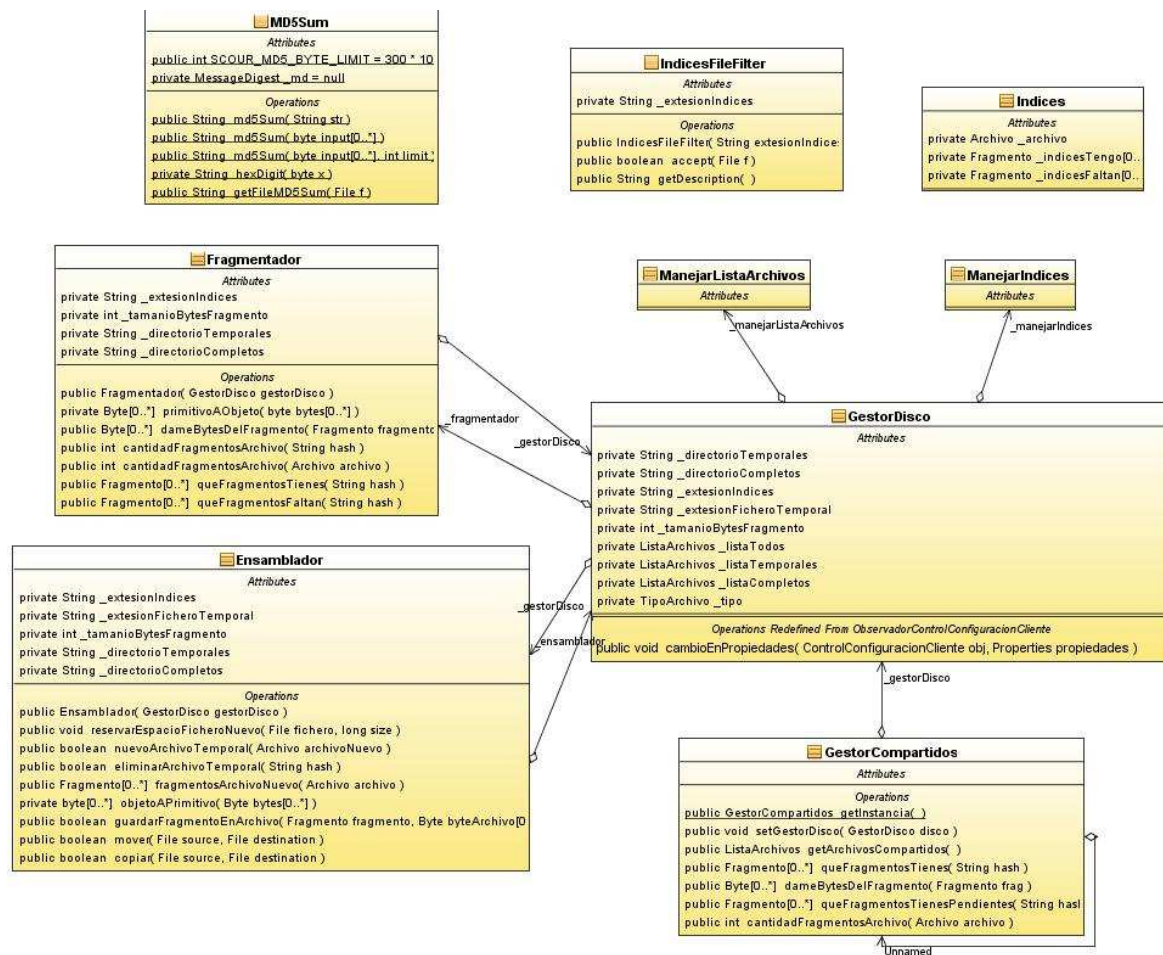 MD5Sum
Attributes
public int SCOUR_MD5_BYTE_LIMIT = 300 * 10
private MessageDigest _md = null
Operations
public String md5Sum( String str )
public String md5Sum( byte input[0..*] )
public String md5Sum( byte input[0..*], int limit )
private String hexDigit( byte x )
public String getFileMD5Sum( File f )
IndicesFileFilter
Attributes
private String _extesionIndices
Operations
public IndicesFileFilter( String extesionIndice
public boolean accept( File f )
public String getDescription( )
Indices
Attributes
private Archivo _archivo
private Fragmento _indicesTengo[0..
private Fragmento _indicesFaltan[0..
Fragmentador
Attributes
private String _extesionIndices
private int _tamanioBytesFragmento
private String _directorioTemporales
private String _directorioCompletos
Operations
public Fragmentador( GestorDisco gestorDisco )
private Byte[0..*] primitivoAObjeto( byte bytes[0..*] )
public Byte[0..*] dameBytesDelFragmento( Fragmento fragmento
public int cantidadFragmentosArchivo( String hash )
public int cantidadFragmentosArchivo( Archivo archivo )
public Fragmento[0..*] queFragmentosTienes( String hash )
public Fragmento[0..*] queFragmentosFaltan( String hash )
ManejarListaArchivos
Attributes
ManejarIndices
Attributes
_manejarListaArchivos
_manejarIndices
_fragmentador
_gestorDisco
GestorDisco
Attributes
private String _directorioTemporales
private String _directorioCompletos
private String _extesionIndices
private String _extesionFicheroTemporal
private int _tamanioBytesFragmento
private ListaArchivos _listaTodos
private ListaArchivos _listaTemporales
private ListaArchivos _listaCompletos
private TipoArchivo _tipo
Operations Redefined From ObservadorControlConfiguracionCliente
public void cambioEnPropiedades( ControlConfiguracionCliente obj, Properties propiedades )
Ensamblador
Attributes
private String _extesionIndices
private String _extesionFicheroTemporal
private int _tamanioBytesFragmento
private String _directorioTemporales
private String _directorioCompletos
Operations
public Ensamblador( GestorDisco gestorDisco )
public void reservarEspacioFicheroNuevo( File fichero, long size )
public boolean nuevoArchivoTemporal( Archivo archivoNuevo )
public boolean eliminarArchivoTemporal( String hash )
public Fragmento[0..*] fragmentosArchivoNuevo( Archivo archivo )
private byte[0..*] objetoAPrimitivo( Byte bytes[0..*] )
public boolean guardarFragmentoEnArchivo( Fragmento fragmento, Byte byteArchivo[0
public boolean mover( File source, File destination )
public boolean copiar( File source, File destination )
_gestorDisco
_ensamblador
_gestorDisco
GestorCompartidos
Attributes
Operations
public GestorCompartidos getInstancia( )
public void setGestorDisco( GestorDisco disco )
public ListaArchivos getArchivosCompartidos( )
public Fragmento[0..*] queFragmentosTienes( String hash )
public Byte[0..*] dameBytesDelFragmento( Fragmento frag )
public Fragmento[0..*] queFragmentosTienesPendientes( String hasl
public int cantidadFragmentosArchivo( Archivo archivo )
Unnamed